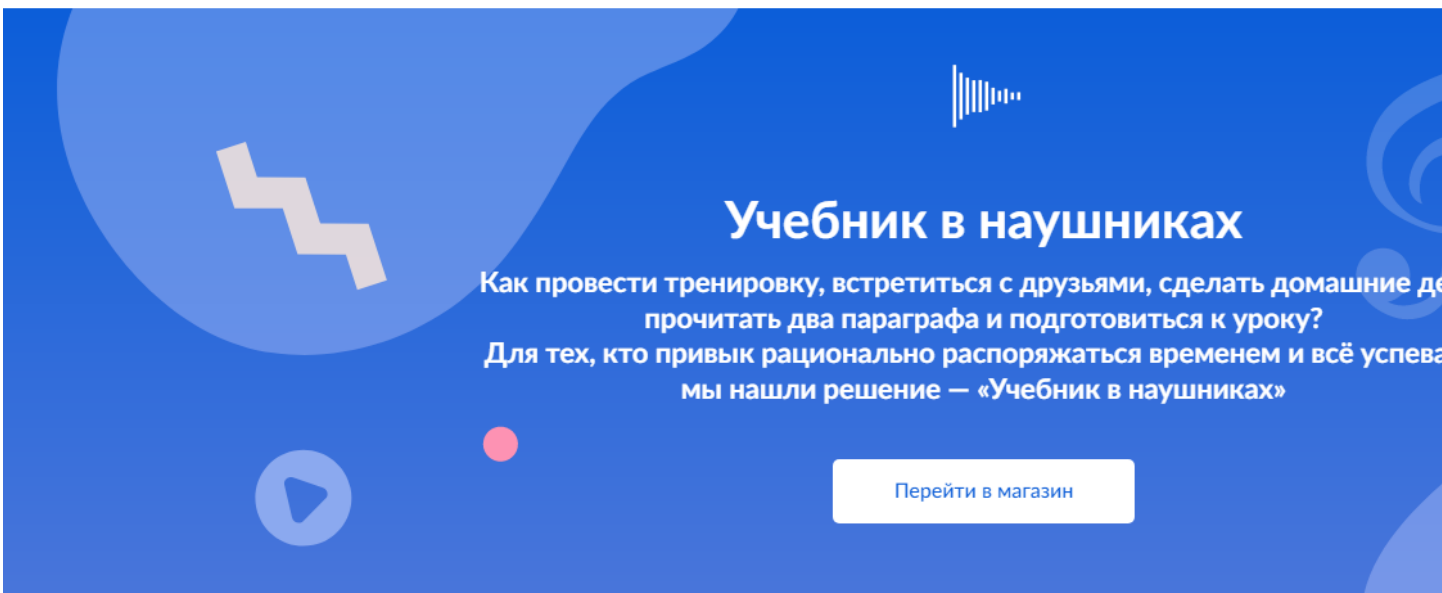 Учебник в наушниках
Как провести тренировку, встретиться с друзьями, сделать домашние
прочитать два параграфа и подготовиться к уроку?
Для тех, кто привык рационально распоряжаться временем и всё
мы нашли решение — «Учебник в наушниках»
Перейти в магазин